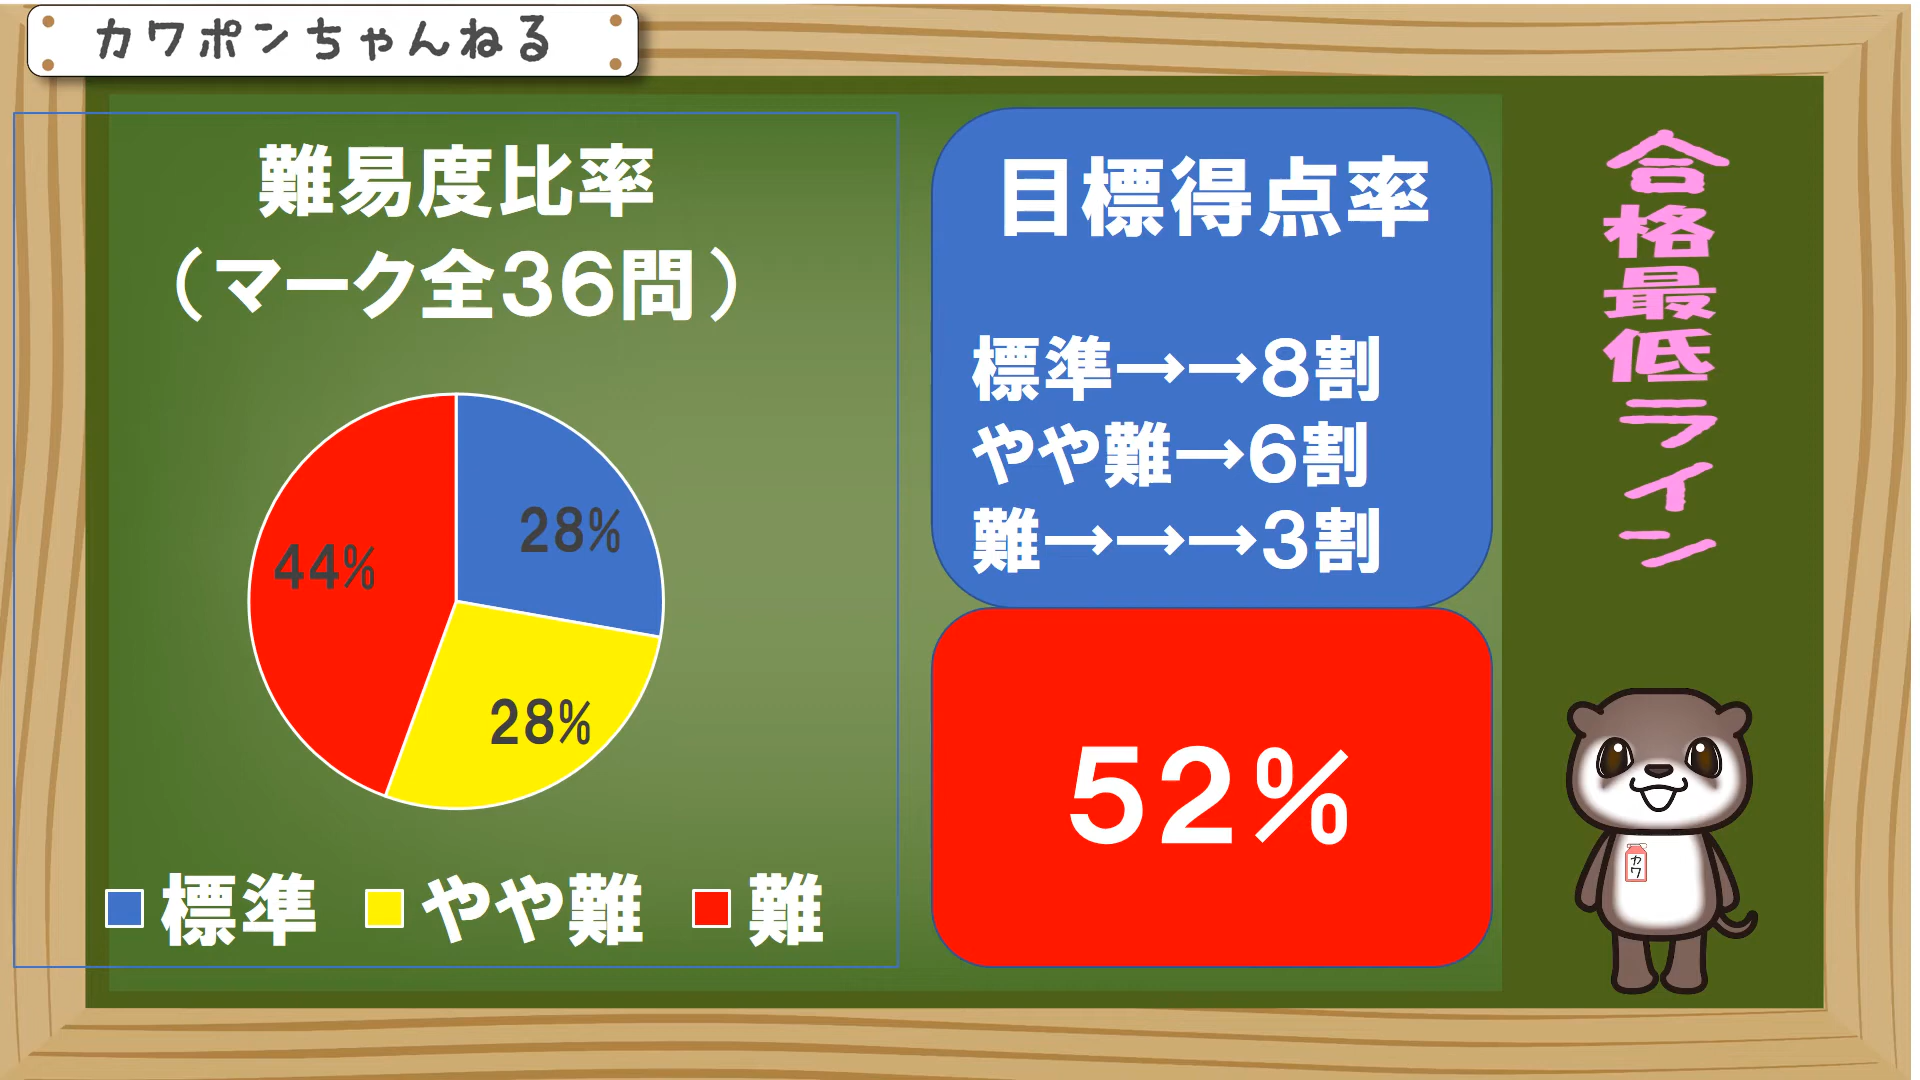 カワポンちゃんねる
難易度比率
（マーク全36問）
28%
28%
44%
標準 やや難 難
目標得点率
標準→→8割
やや難→6割
難→→→3割
52%
合格最低ライン
カワ